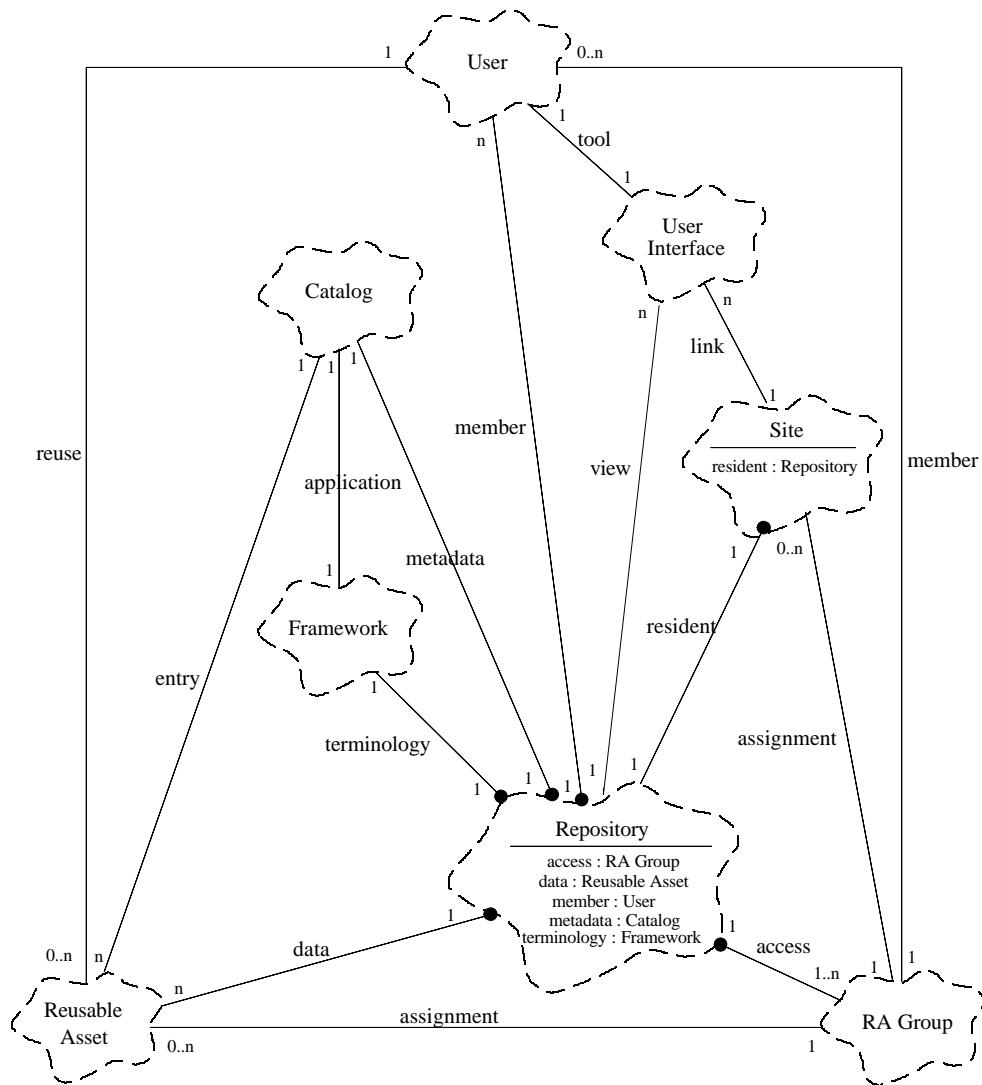 1
User
0..n
1
n
tool
1
User
Interface
Catalog
n
n
link
1
1
1
1
Site
member
reuse
view
resident : Repository
member
application
1
0..n
metadata
1
Framework
resident
entry
1
terminology
assignment
1
1
1
1
1
Repository
access : RA Group
data : Reusable Asset
member : User
metadata : Catalog
terminology : Framework
1
1
data
access
0..n
n
1
1
n
1..n
Reusable
Asset
assignment
RA Group
0..n
1